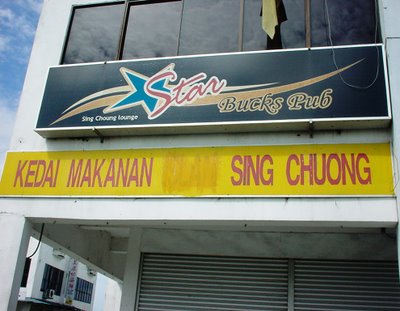 Star
Bucks Pub
Sing Choung Lounge
KEDAI MAKANAN SING CHUONG